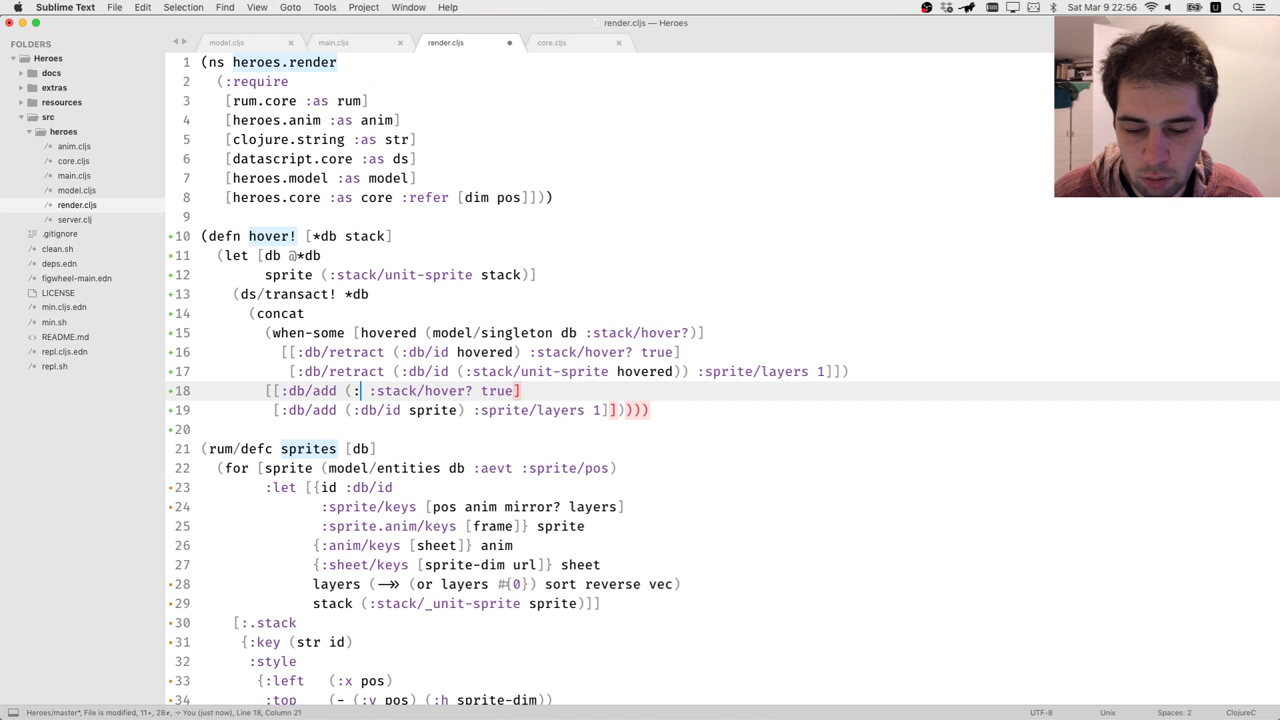 Sublime Text File Edit Selection Find View Goto Tools Project Window Help
Sat Mar 9 22:56
render.cljs — Heroes
model.cljs × main.cljs × render.cljs • core.cljs ×
FOLDERS
Heroes
docs
extras
resources
src
heroes
/* anim.cljs
/* core.cljs
/* main.cljs
/* model.cljs
/* render.cljs
/* server.clj
.gitignore
/* clean.sh
/* deps.edn
/* figwheel-main.edn
LICENSE
/* min.cljs.edn
/* min.sh
README.md
/* repl.cljs.edn
/* repl.sh
1 (ns heroes.render
2 (:require
3 [rum.core :as rum]
4 [heroes.anim :as anim]
5 [clojure.string :as str]
6 [datascript.core :as ds]
7 [heroes.model :as model]
8 [heroes.core :as core :refer [dim pos]]))
9
10 (defn hover! [*db stack]
11 (let [db @*db
12 sprite (:stack/unit-sprite stack)]
13 (ds/transact! *db
14 (concat
15 (when-some [hovered (model/singleton db :stack/hover?)]
16 [[:db/retract (:db/id hovered) :stack/hover? true]
17 [:db/retract (:db/id (:stack/unit-sprite hovered)) :sprite/layers 1]])
18 [[:db/add (: :stack/hover? true]
19 [:db/add (:db/id sprite) :sprite/layers 1]])))))
20
21 (rum/defc sprites [db]
22 (for [sprite (model/entities db :aevt :sprite/pos)
23 :let [{id :db/id
24 :sprite/keys [pos anim mirror? layers]
25 :sprite.anim/keys [frame]} sprite
26 {:anim/keys [sheet]} anim
27 {:sheet/keys [sprite-dim url]} sheet
28 layers (->> (or layers #{0}) sort reverse vec)
29 stack (:stack/_unit-sprite sprite)]]
30 [:.stack
31 {:key (str id)
32 :style
33 {:left (:x pos)
34 :top (- (:y pos) (:h sprite-dim))
Heroes/master*, File is modified, 11+, 28≠, ÷ You (just now), Line 18, Column 21
UTF-8 Unix Spaces: 2 ClojureC